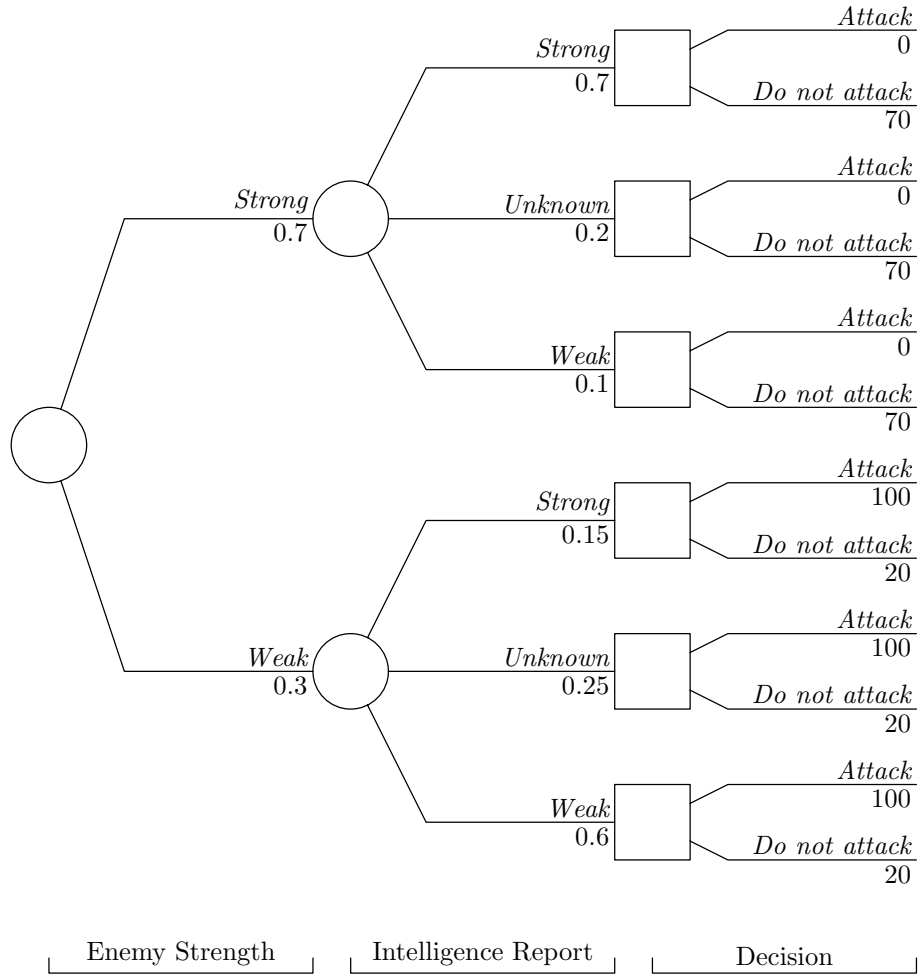 Attack
0
Strong
0.7
Do not attack
70
Attack
0
Strong
0.7
Unknown
0.2
Do not attack
70
Attack
0
Weak
0.1
Do not attack
70
Attack
100
Strong
0.15
Do not attack
20
Attack
100
Weak
0.3
Unknown
0.25
Do not attack
20
Attack
100
Weak
0.6
Do not attack
20
Enemy Strength
Intelligence Report
Decision